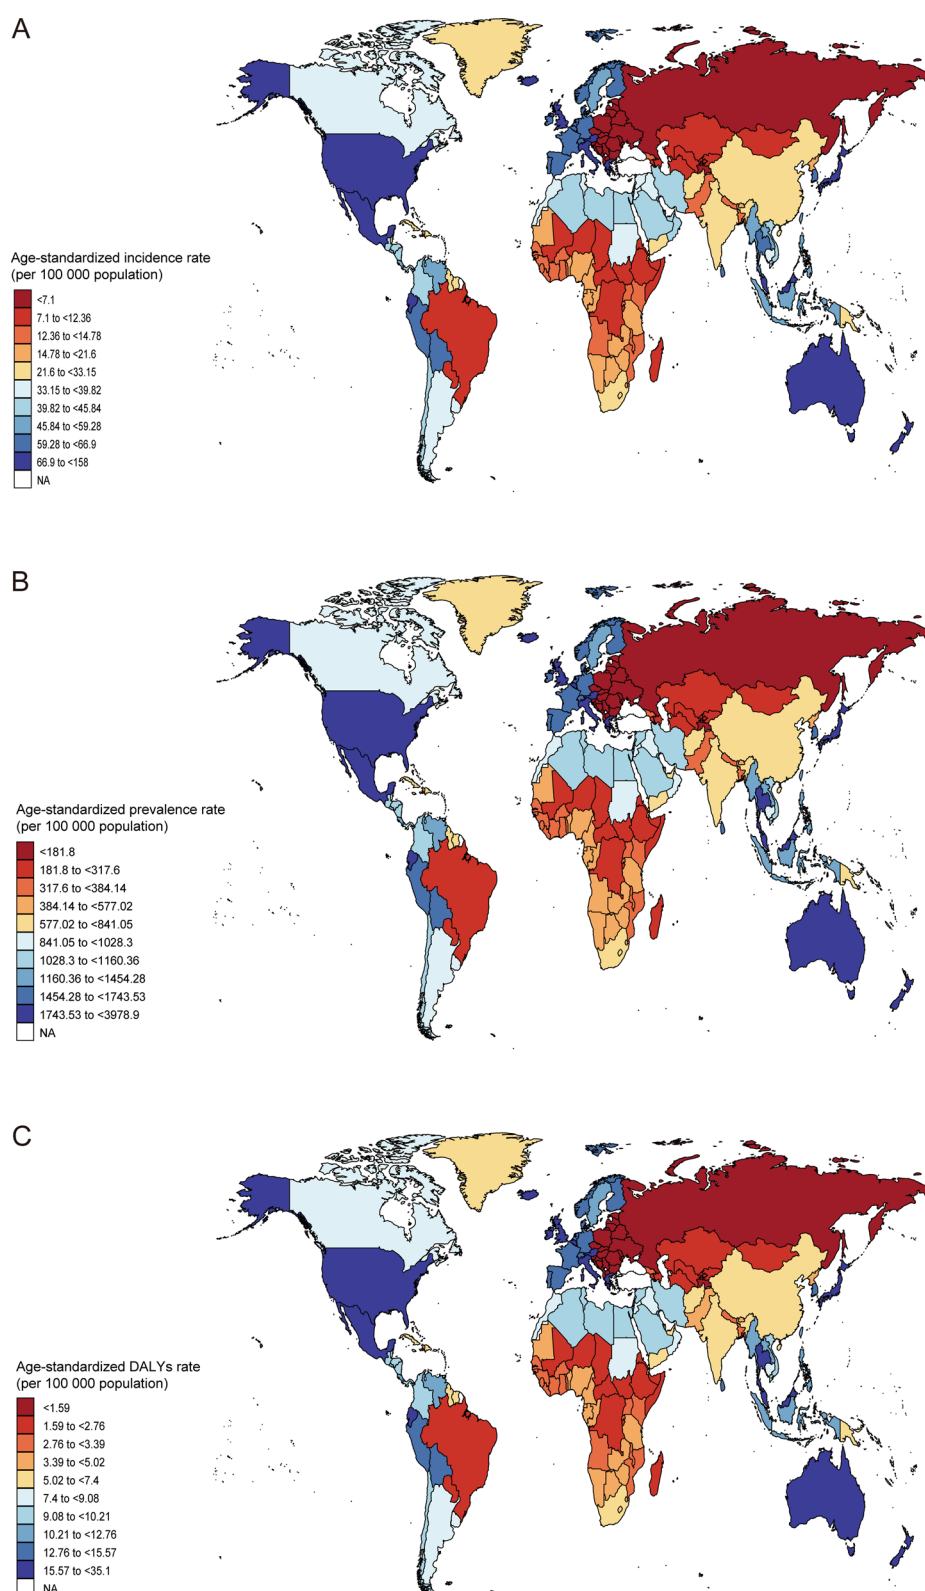 A
Age-standardized incidence rate
(per 100 000 population)
<7.1
7.1 to <12.36
12.36 to <14.78
14.78 to <21.6
21.6 to <33.15
33.15 to <39.82
39.82 to <45.84
45.84 to <59.28
59.28 to <66.9
66.9 to <158
NA
B
Age-standardized prevalence rate
(per 100 000 population)
<181.8
181.8 to <317.6
317.6 to <384.14
384.14 to <577.02
577.02 to <841.05
841.05 to <1028.3
1028.3 to <1160.36
1160.36 to <1454.28
1454.28 to <1743.53
1743.53 to <3978.9
NA
C
Age-standardized DALYs rate
(per 100 000 population)
<1.59
1.59 to <2.76
2.76 to <3.39
3.39 to <5.02
5.02 to <7.4
7.4 to <9.08
9.08 to <10.21
10.21 to <12.76
12.76 to <15.57
15.57 to <35.1
NA